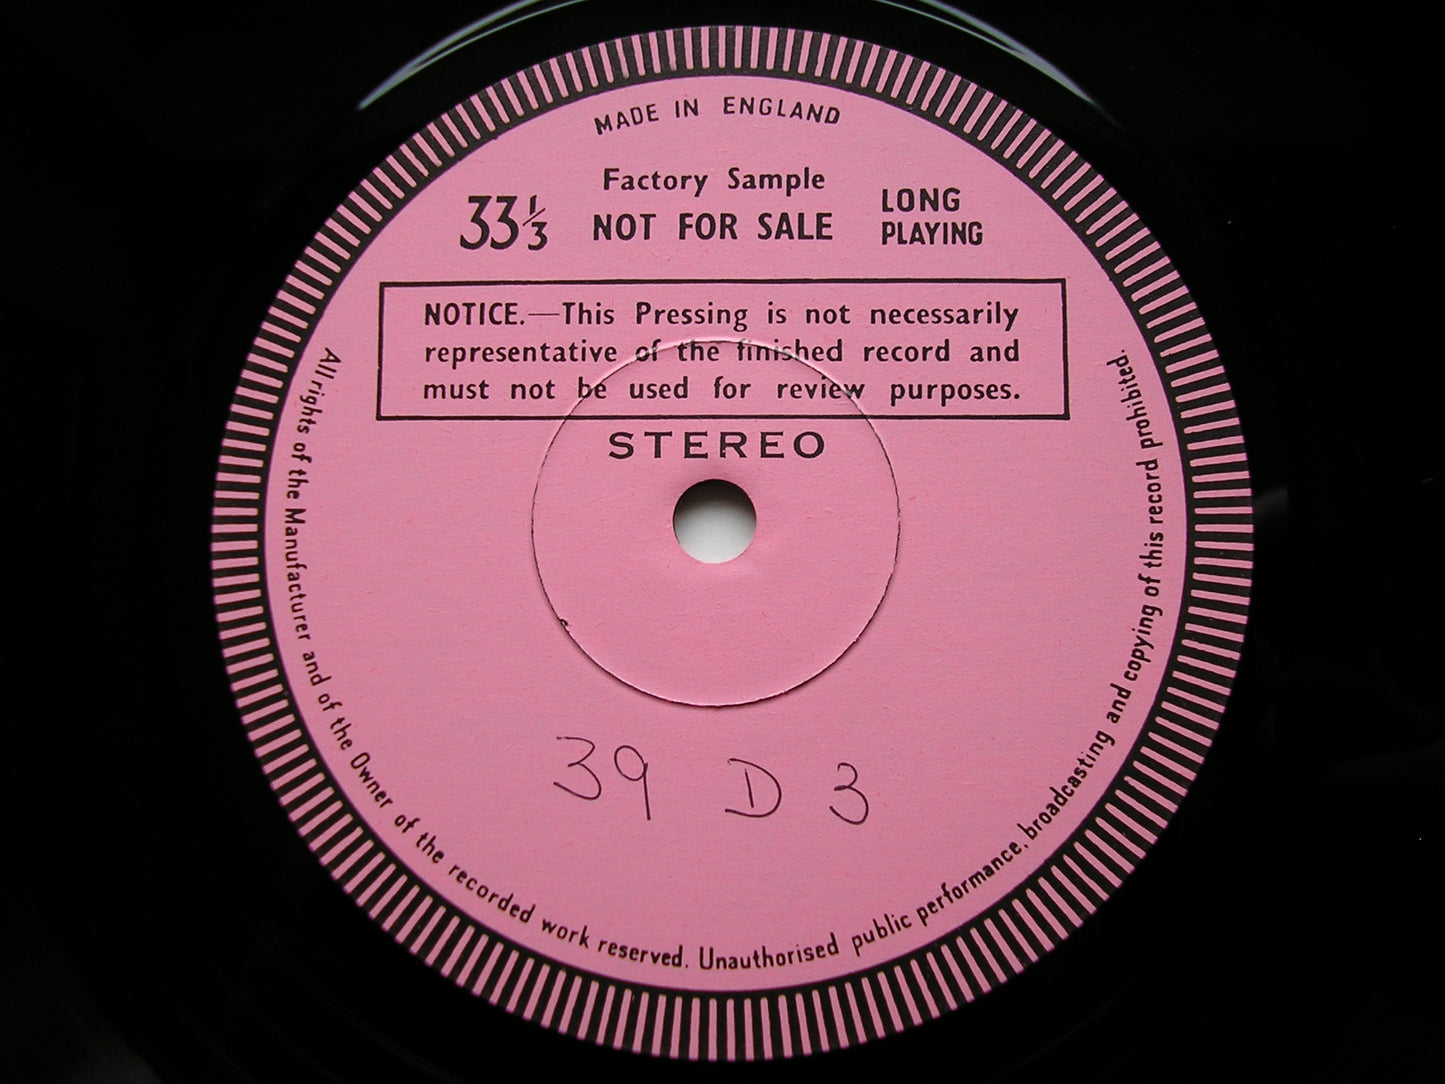 MADE IN ENGLAND
Factory Sample
33⅓ NOT FOR SALE LONG PLAYING
NOTICE.—This Pressing is not necessarily
representative of the finished record and
must not be used for review purposes.
STEREO
39 D 3
All rights of the Manufacturer and of the Owner of the recorded work reserved. Unauthorised public performance, broadcasting and copying of this record prohibited.